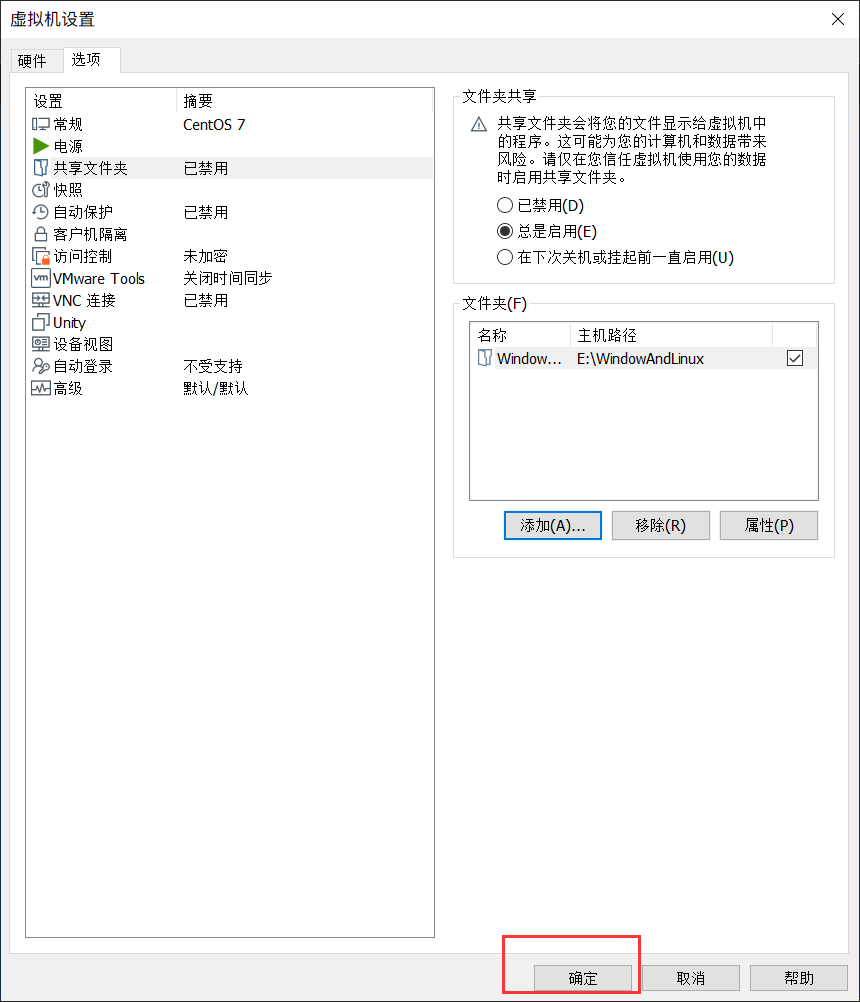 虚拟机设置
硬件
选项
设置 摘要
常规 CentOS 7
电源
共享文件夹 已禁用
快照
自动保护 已禁用
客户机隔离
访问控制 未加密
vm VMware Tools 关闭时间同步
VNC 连接 已禁用
Unity
设备视图
自动登录 不受支持
高级 默认/默认
文件夹共享
共享文件夹会将您的文件显示给虚拟机中
的程序。这可能为您的计算机和数据带来
风险。请仅在您信任虚拟机使用您的数据
时启用共享文件夹。
已禁用(D)
总是启用(E)
在下次关机或挂起前一直启用(U)
文件夹(F)
名称 主机路径
Window... E:\WindowAndLinux
添加(A)... 移除(R) 属性(P)
确定 取消 帮助